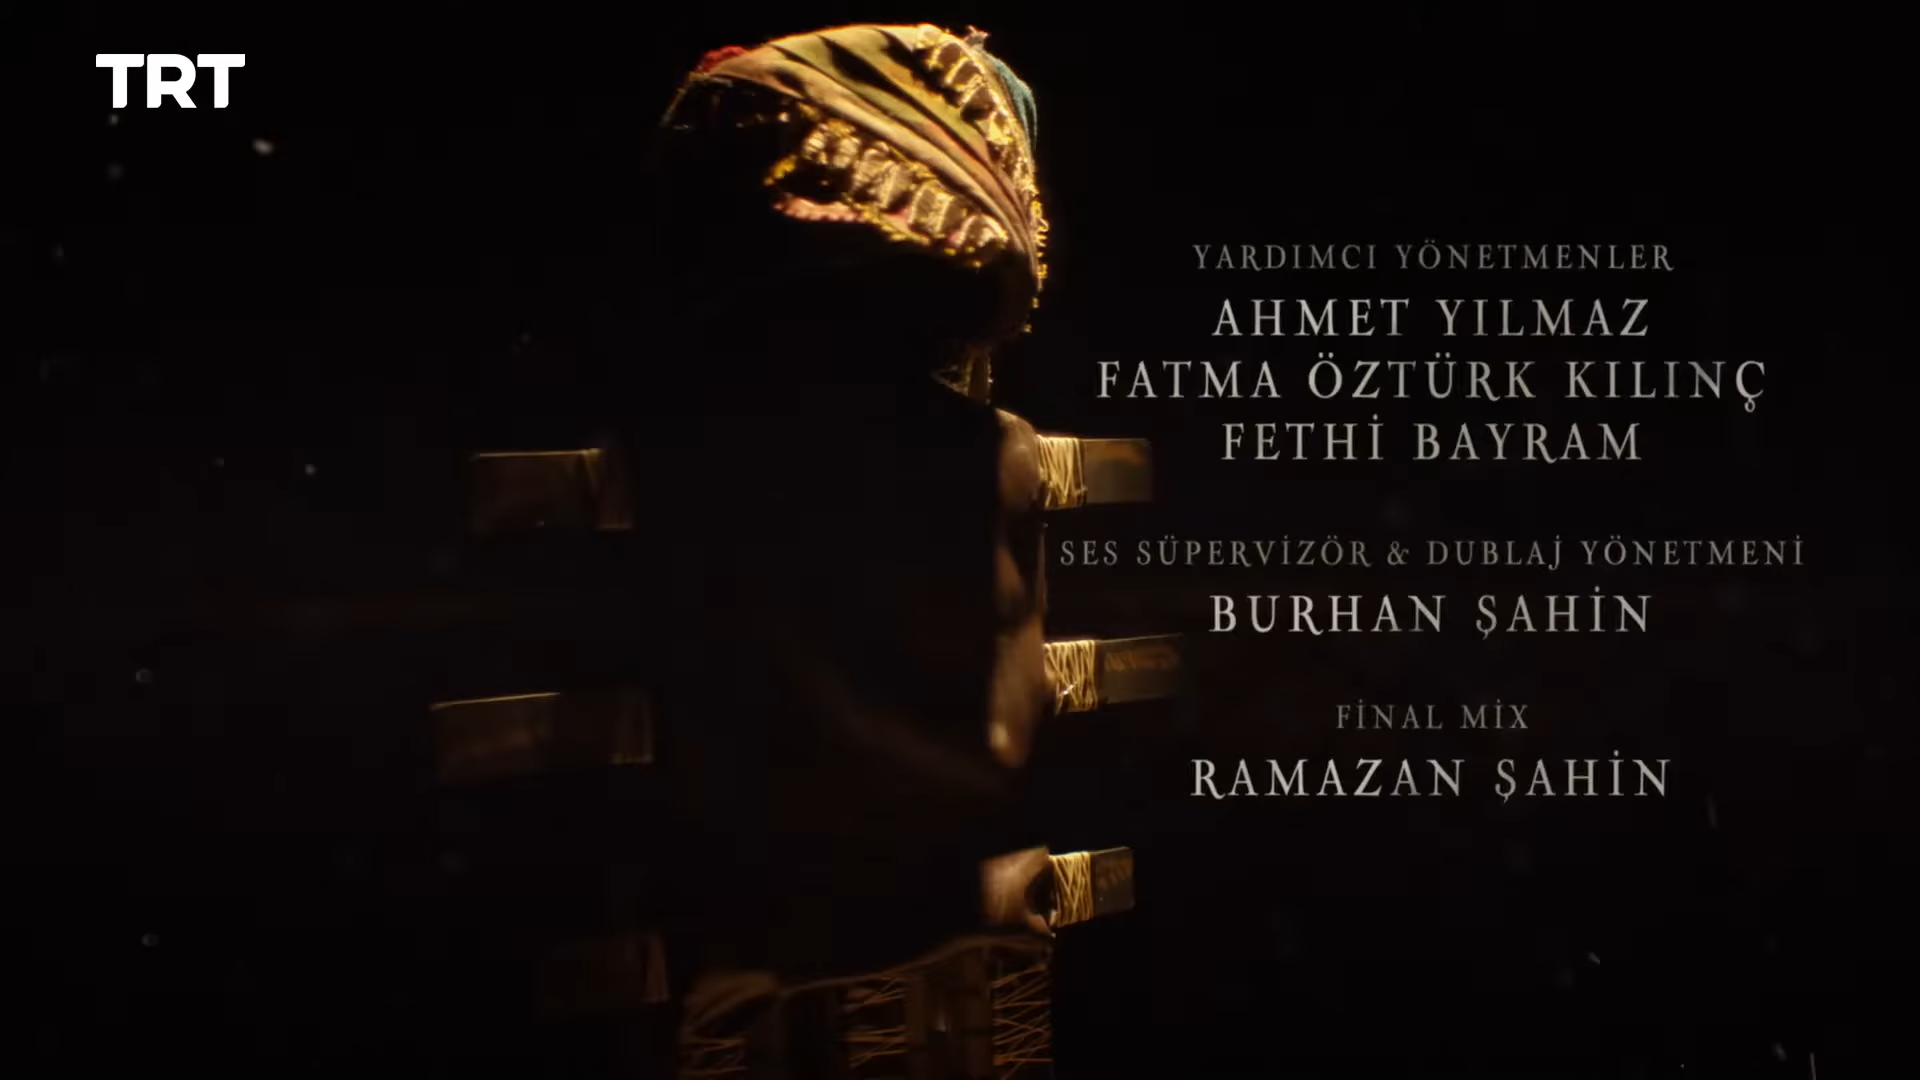 TRT
YARDIMCI YÖNETMENLER
AHMET YILMAZ
FATMA ÖZTÜRK KILINÇ
FETHİ BAYRAM
SES SÜPERVİZÖR & DUBLAJ YÖNETMENİ
BURHAN ŞAHİN
FİNAL MİX
RAMAZAN ŞAHİN